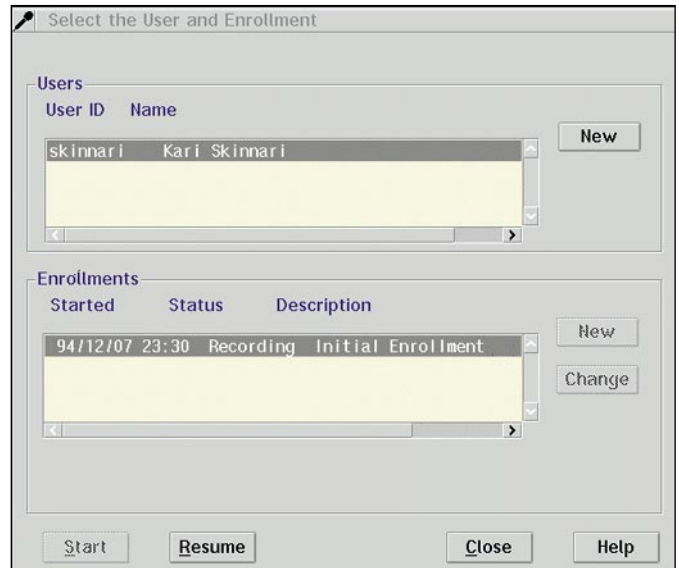 Select the User and Enrollment
Users
User ID Name
skinnari Kari Skinnari
New
Enrollments
Started Status Description
94/12/07 23:30 Recording Initial Enrollment
New
Change
Start Resume Close Help